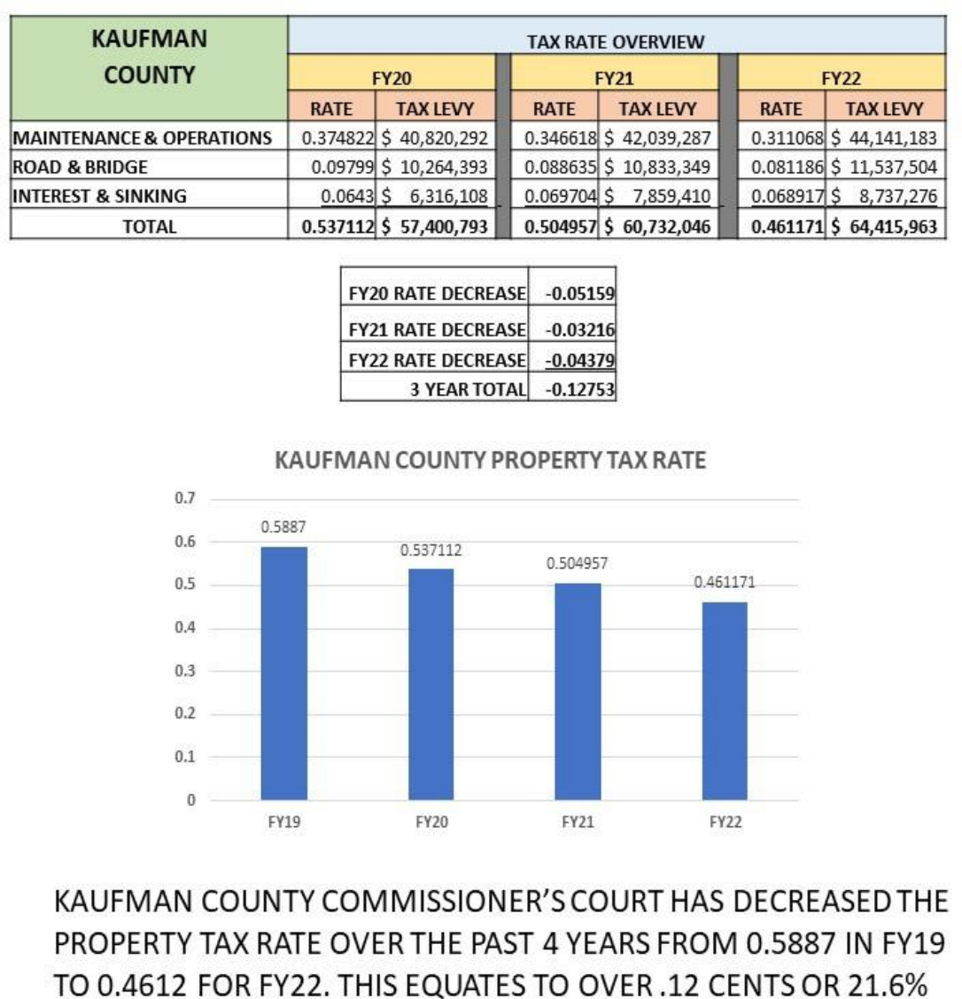 KAUFMAN COUNTY
TAX RATE OVERVIEW
FY20 FY21 FY22
RATE TAX LEVY RATE TAX LEVY RATE TAX LEVY
MAINTENANCE & OPERATIONS 0.374822 $ 40,820,292 0.346618 $ 42,039,287 0.311068 $ 44,141,183
ROAD & BRIDGE 0.09799 $ 10,264,393 0.088635 $ 10,833,349 0.081186 $ 11,537,504
INTEREST & SINKING 0.0643 $ 6,316,108 0.069704 $ 7,859,410 0.068917 $ 8,737,276
TOTAL 0.537112 $ 57,400,793 0.504957 $ 60,732,046 0.461171 $ 64,415,963
FY20 RATE DECREASE -0.05159
FY21 RATE DECREASE -0.03216
FY22 RATE DECREASE -0.04379
3 YEAR TOTAL -0.12753
KAUFMAN COUNTY PROPERTY TAX RATE
0.7
0.6
0.5
0.4
0.3
0.2
0.1
0
0.5887
0.537112
0.504957
0.461171
FY19 FY20 FY21 FY22
KAUFMAN COUNTY COMMISSIONER'S COURT HAS DECREASED THE
PROPERTY TAX RATE OVER THE PAST 4 YEARS FROM 0.5887 IN FY19
TO 0.4612 FOR FY22. THIS EQUATES TO OVER .12 CENTS OR 21.6%